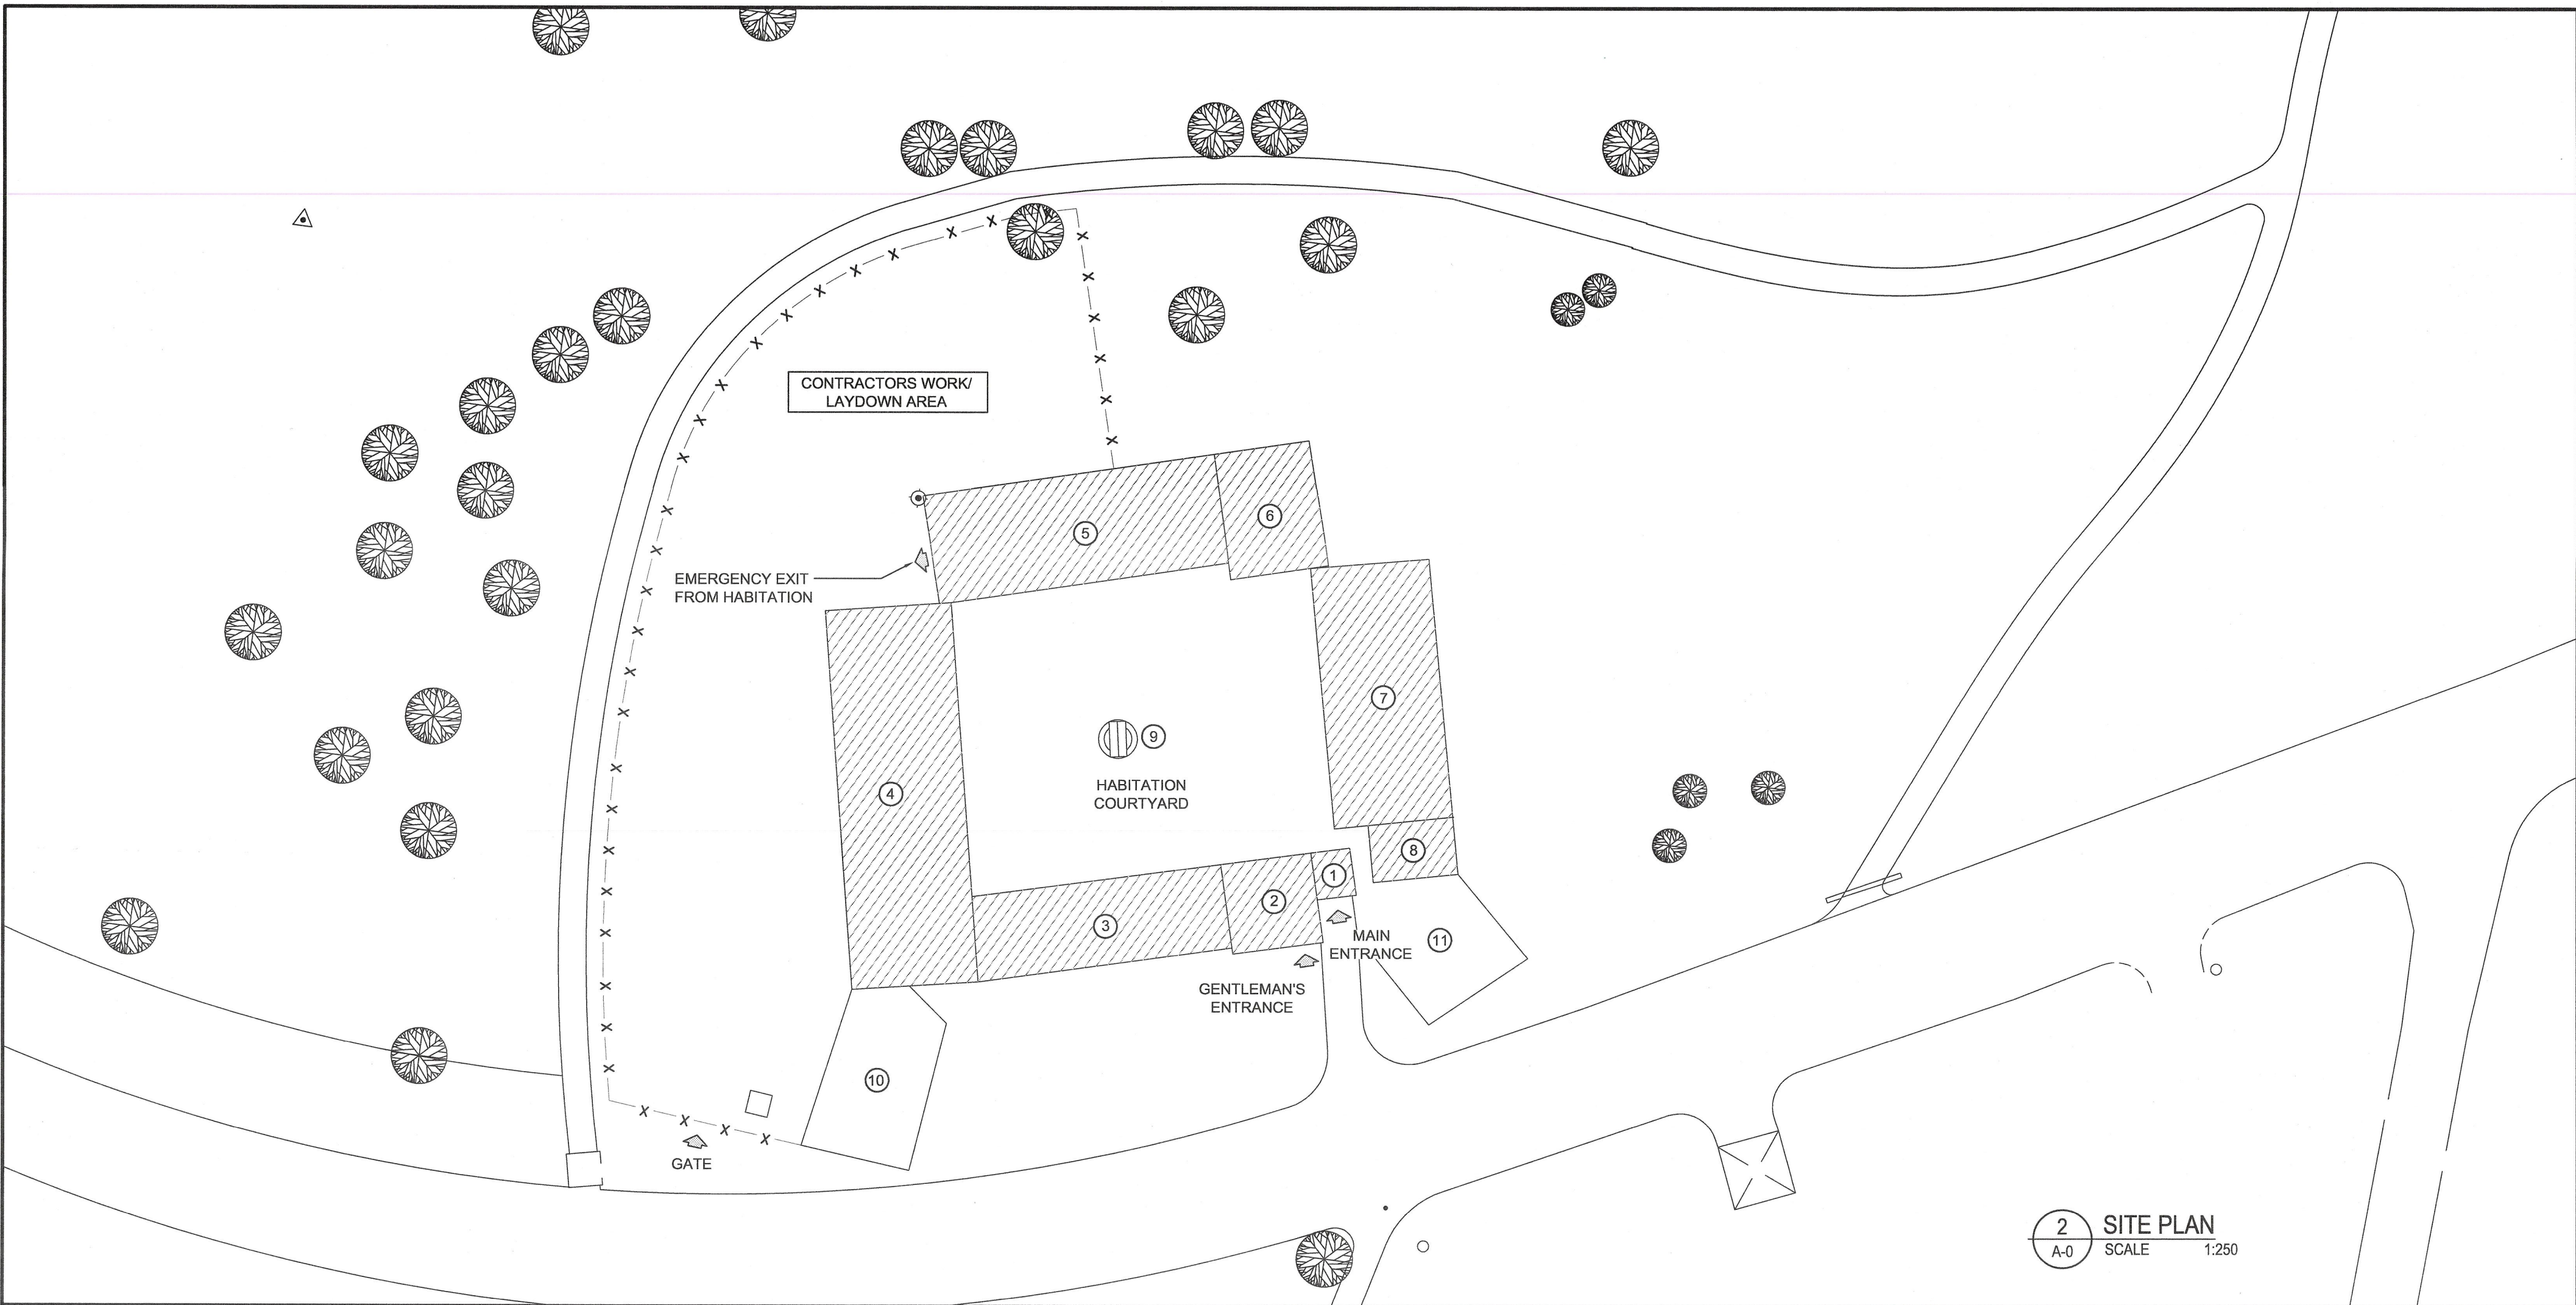 CONTRACTORS WORK/
LAYDOWN AREA
6
5
EMERGENCY EXIT
FROM HABITATION
7
9
HABITATION
COURTYARD
4
8
1
2
3
MAIN
ENTRANCE
11
GENTLEMAN'S
ENTRANCE
10
GATE
2
A-0
SITE PLAN
SCALE 1:250
X X X X X X X X X X X X X X X X X X X X X X X X X X X X X X X X X X X